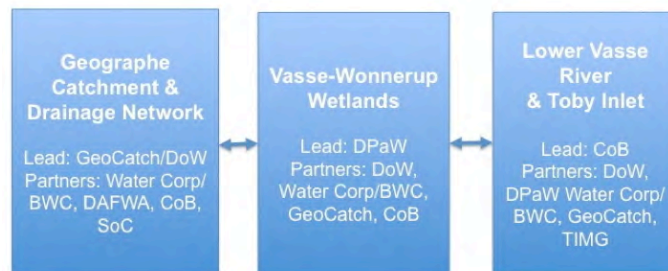 Geographe
Catchment &
Drainage Network
Lead: GeoCatch/DoW
Partners: Water Corp/
BWC, DAFWA, CoB,
SoC
Vasse-Wonnerup
Wetlands
Lead: DPaW
Partners: DoW,
Water Corp/BWC,
GeoCatch, CoB
Lower Vasse
River
& Toby Inlet
Lead: CoB
Partners: DoW,
DPaW Water Corp/
BWC, GeoCatch,
TIMG